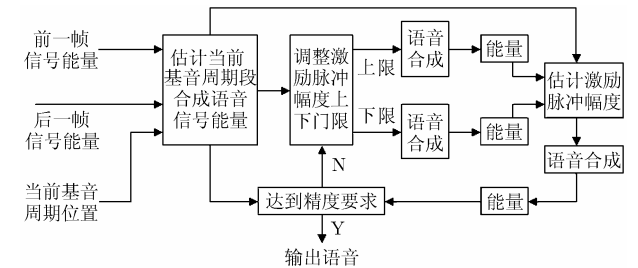 前一帧
信号能量
后一帧
信号能量
当前基音
周期位置
估计当前
基音周期段
合成语音
信号能量
调整激
励脉冲
幅度上
下门限
上限
下限
语音
合成
语音
合成
能量
能量
估计激励
脉冲幅度
语音合成
能量
达到精度要求
N
Y
输出语音